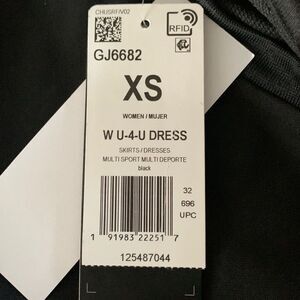 CHUSRF/V02
RFID
GJ6682
XS
WOMEN / MUJER
W U-4-U DRESS
SKIRTS / DRESSES
MULTI SPORT MULTI DEPORTE
black
32
696
UPC
1 91983 22251 7
125487044